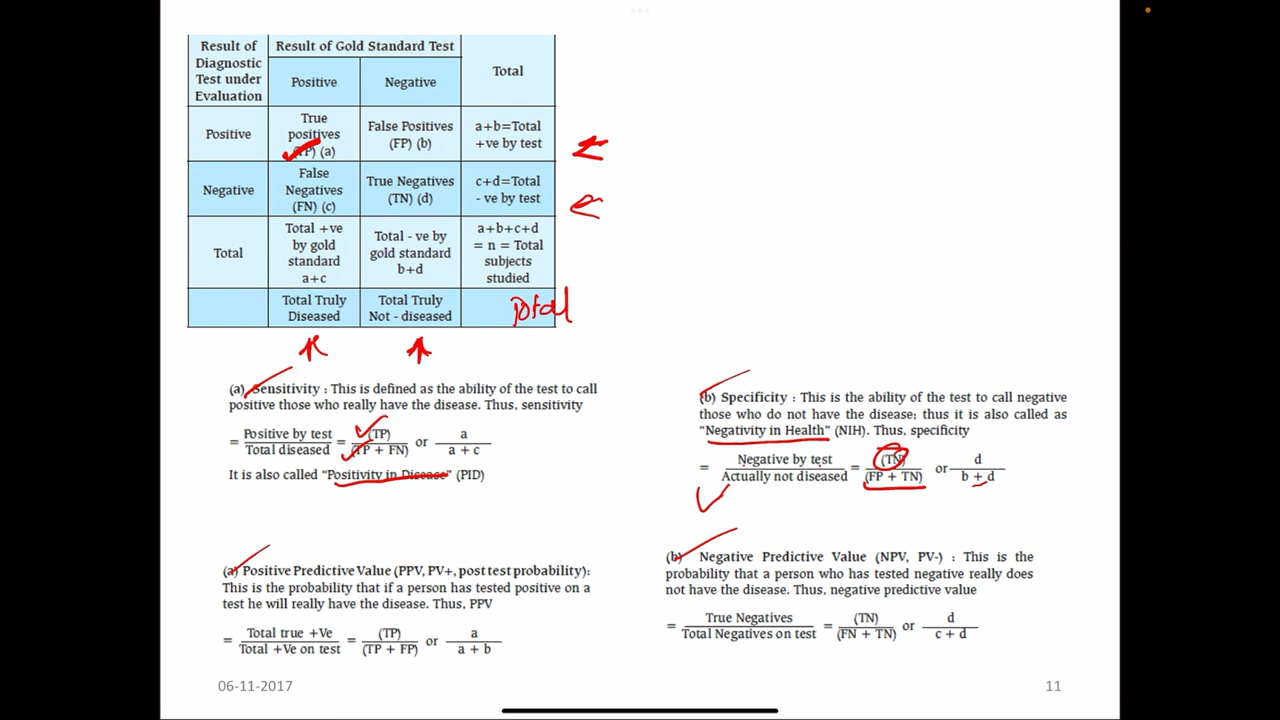 Result of Diagnostic Test under Evaluation
Result of Gold Standard Test
Total
Positive
Negative
Positive
True positives (TP) (a)
False Positives (FP) (b)
a+b=Total +ve by test
Negative
False Negatives (FN) (c)
True Negatives (TN) (d)
c+d=Total - ve by test
Total
Total +ve by gold standard a+c
Total - ve by gold standard b+d
a+b+c+d = n = Total subjects studied
Total Truly Diseased
Total Truly Not - diseased
Total
(a) Sensitivity : This is defined as the ability of the test to call
positive those who really have the disease. Thus, sensitivity
= Positive by test / Total diseased = (TP) / (TP + FN) or a / a + c
It is also called “Positivity in Disease” (PID)
(b) Specificity : This is the ability of the test to call negative
those who do not have the disease; thus it is also called as
“Negativity in Health” (NIH). Thus, specificity
= Negative by test / Actually not diseased = (TN) / (FP + TN) or d / b + d
(a) Positive Predictive Value (PPV, PV+, post test probability):
This is the probability that if a person has tested positive on a
test he will really have the disease. Thus, PPV
= Total true +Ve / Total +Ve on test = (TP) / (TP + FP) or a / a + b
(b) Negative Predictive Value (NPV, PV-) : This is the
probability that a person who has tested negative really does
not have the disease. Thus, negative predictive value
= True Negatives / Total Negatives on test = (TN) / (FN + TN) or d / c + d
06-11-2017
11